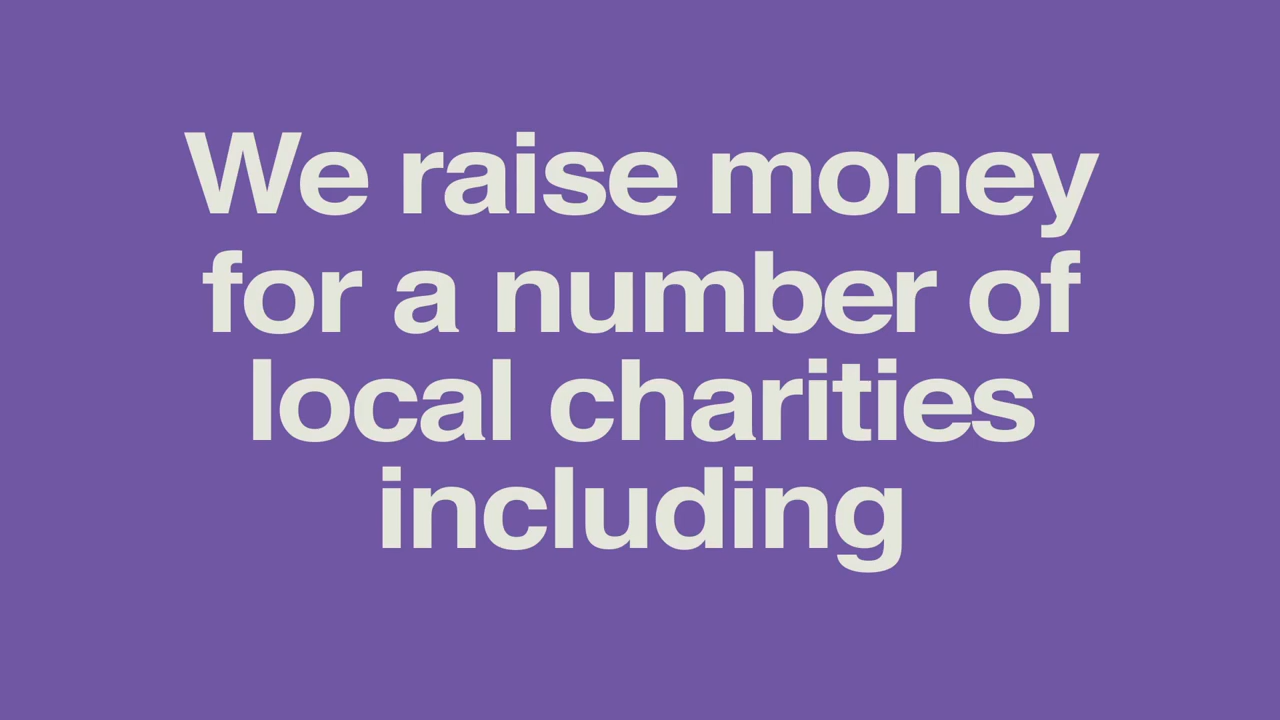 We raise money
for a number of
local charities
including